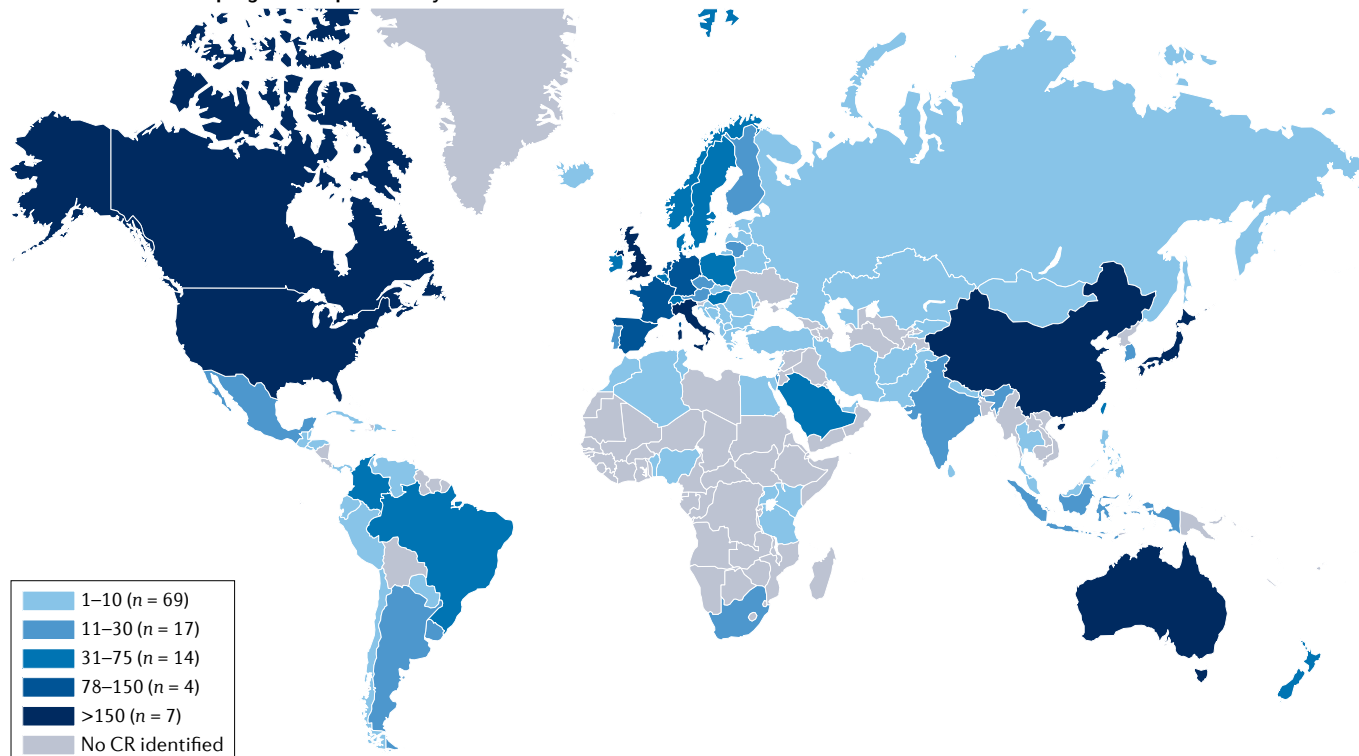 1–10 (n = 69)
11–30 (n = 17)
31–75 (n = 14)
78–150 (n = 4)
>150 (n = 7)
No CR identified